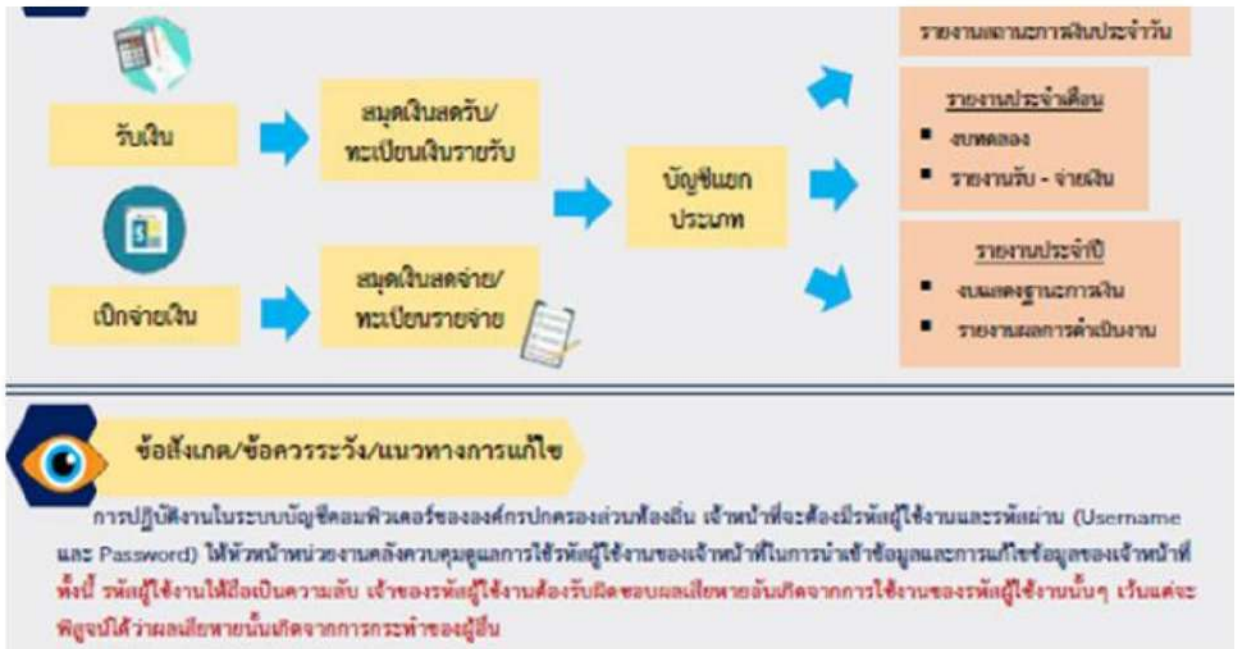 รายงานสถานะการเงินประจำวัน
รับเงิน
สมุดเงินสดรับ/
ทะเบียนเงินรายรับ
เบิกจ่ายเงิน
สมุดเงินสดจ่าย/
ทะเบียนรายจ่าย
บัญชีแยก
ประเภท
รายงานประจำเดือน
▪ งบทดลอง
▪ รายงานรับ - จ่ายเงิน
รายงานประจำปี
▪ งบแสดงฐานะการเงิน
▪ รายงานผลการดำเนินงาน
ข้อสังเกต/ข้อควรระวัง/แนวทางการแก้ไข
การปฏิบัติงานในระบบบัญชีคอมพิวเตอร์ขององค์กรปกครองส่วนท้องถิ่น เจ้าหน้าที่จะต้องมีรหัสผู้ใช้งานและรหัสผ่าน (Username
และ Password) ให้หัวหน้าหน่วยงานคลังควบคุมดูแลการใช้รหัสผู้ใช้งานของเจ้าหน้าที่ในการนำเข้าข้อมูลและการแก้ไขข้อมูลของเจ้าหน้าที่
ทั้งนี้ รหัสผู้ใช้งานให้ถือเป็นความลับ เจ้าของรหัสผู้ใช้งานต้องรับผิดชอบผลเสียหายอันเกิดจากการใช้งานของรหัสผู้ใช้งานนั้นๆ เว้นแต่จะ
พิสูจน์ได้ว่าผลเสียหายนั้นเกิดจากการกระทำของผู้อื่น